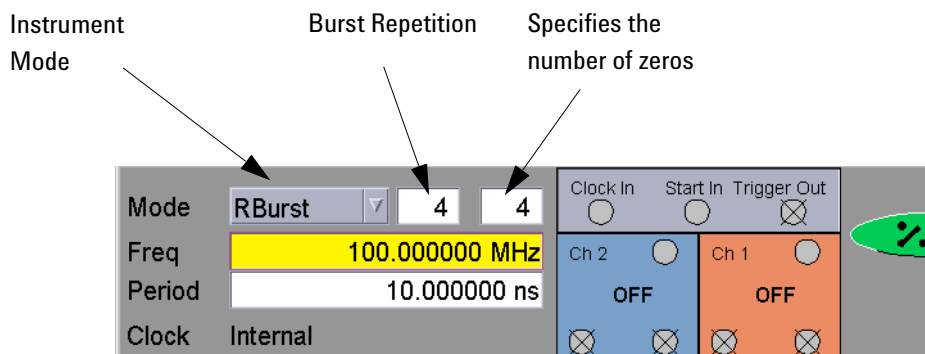 Instrument
Mode
Burst Repetition
Specifies the
number of zeros
Mode RBurst 4 4
Freq 100.000000 MHz
Period 10.000000 ns
Clock Internal
Clock In Start In Trigger Out
Ch 2 Ch 1
OFF OFF